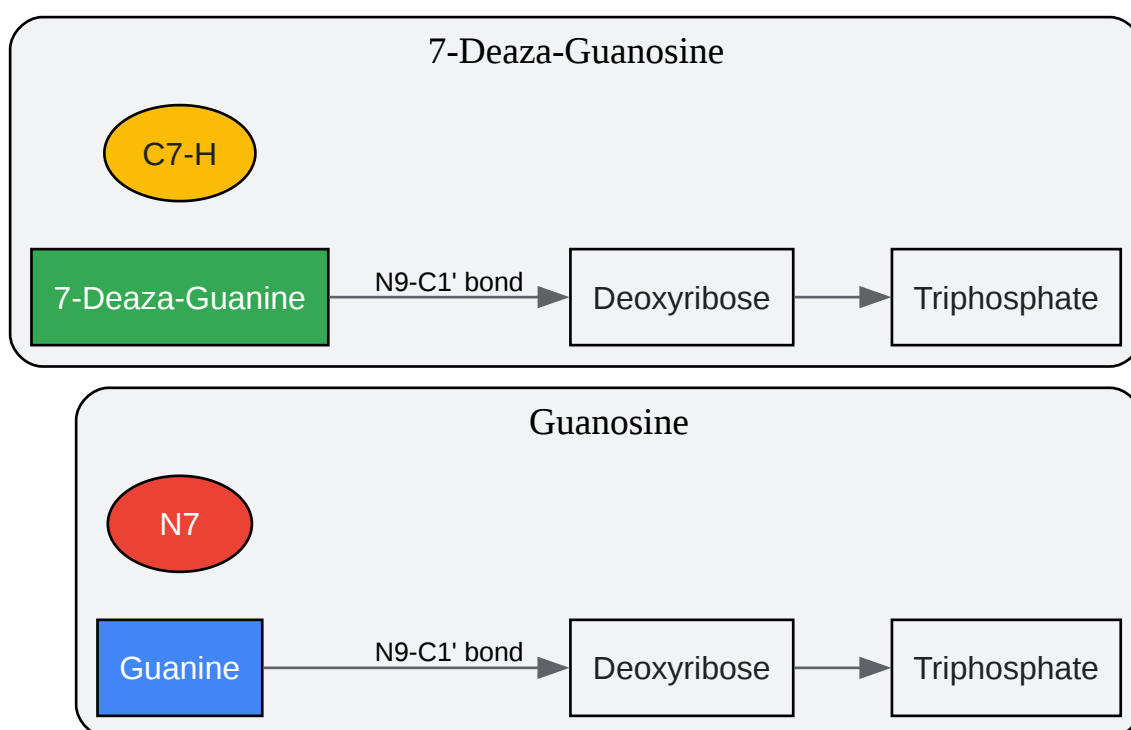 7-Deaza-Guanosine
C7-H
7-Deaza-Guanine
N9-C1' bond
Deoxyribose
Triphosphate
Guanosine
N7
Guanine
N9-C1' bond
Deoxyribose
Triphosphate